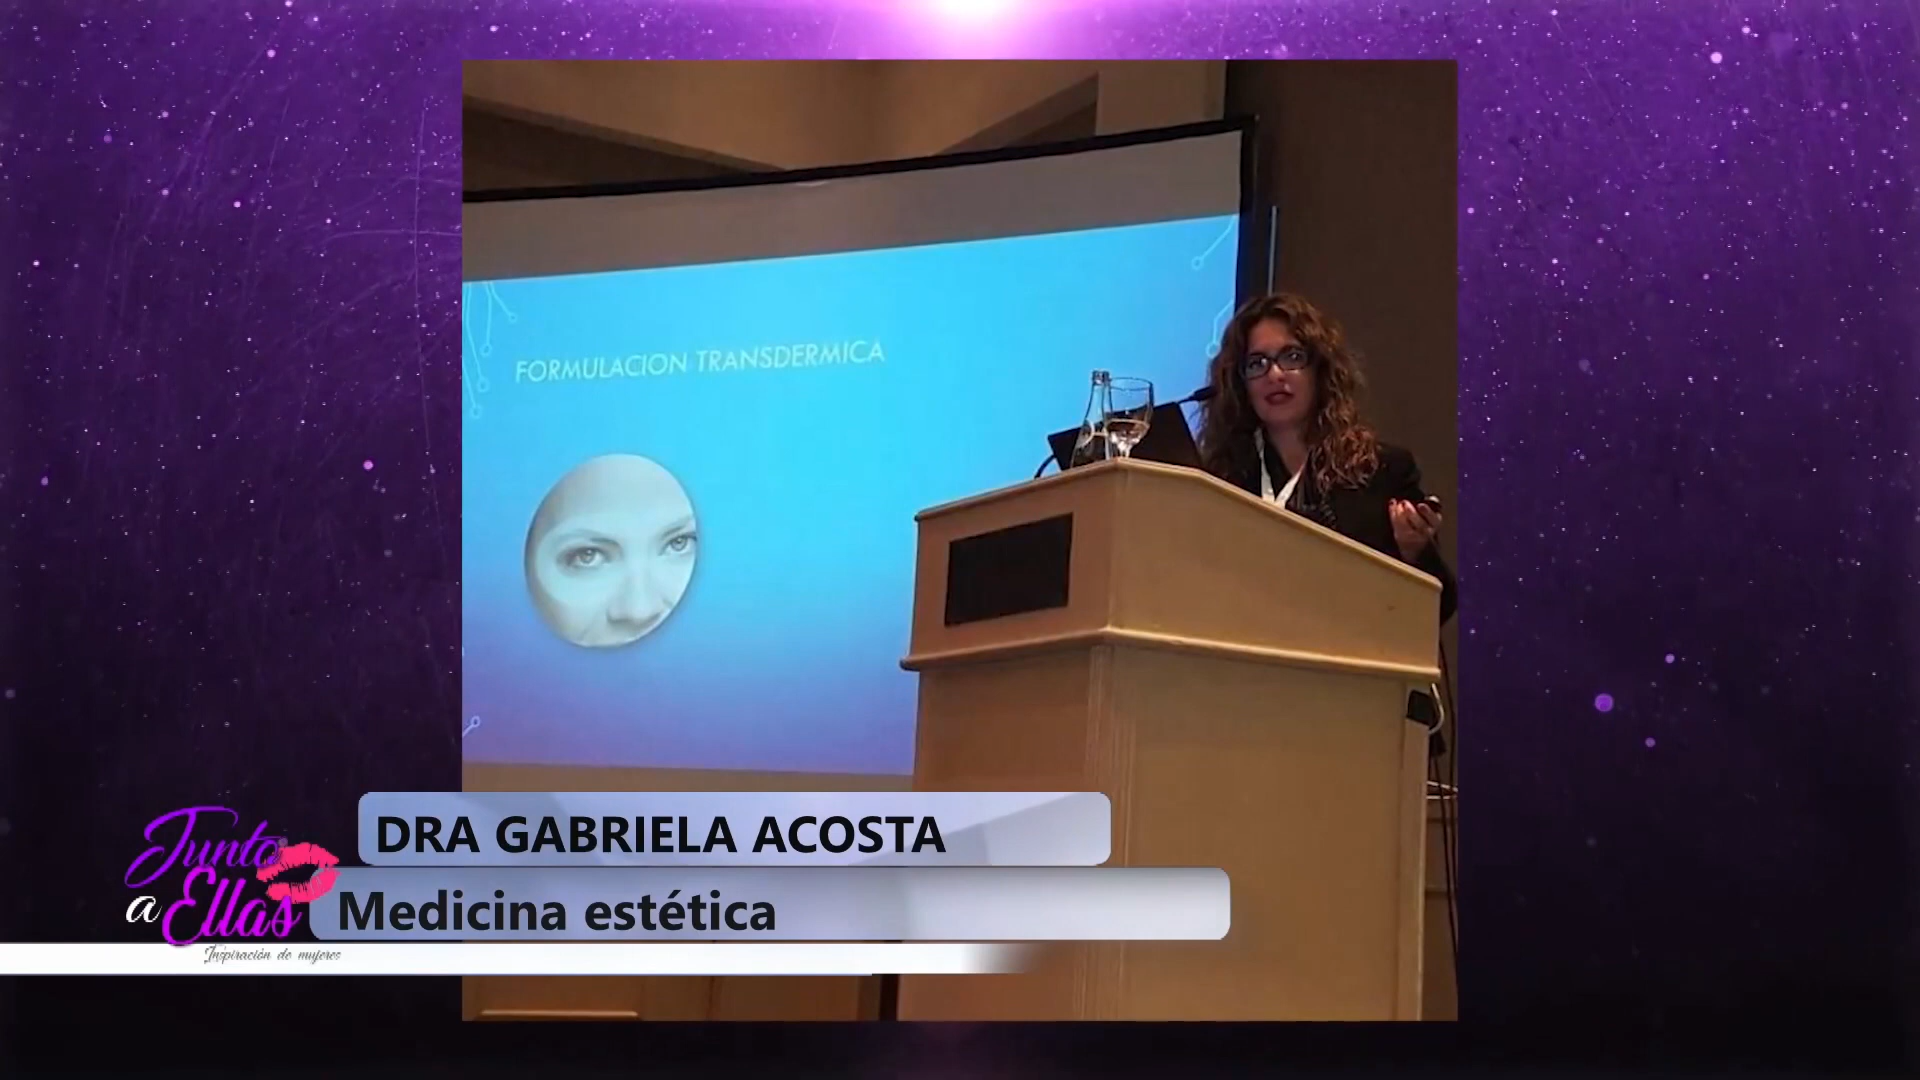 FORMULACION TRANSDERMICA
DRA GABRIELA ACOSTA
Medicina estética
Junto
a Ellas
Inspiración de mujeres